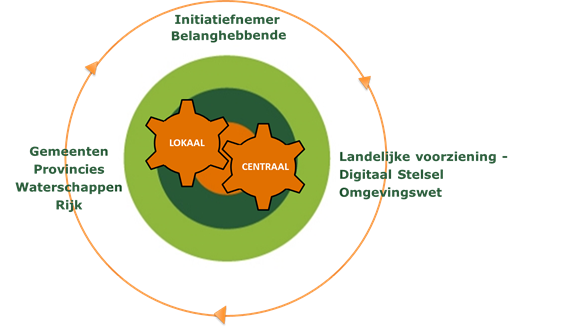 Initiatiefnemer
Belanghebbende
LOKAAL
CENTRAAL
Gemeenten
Provincies
Waterschappen
Rijk
Landelijke voorziening -
Digitaal Stelsel
Omgevingswet